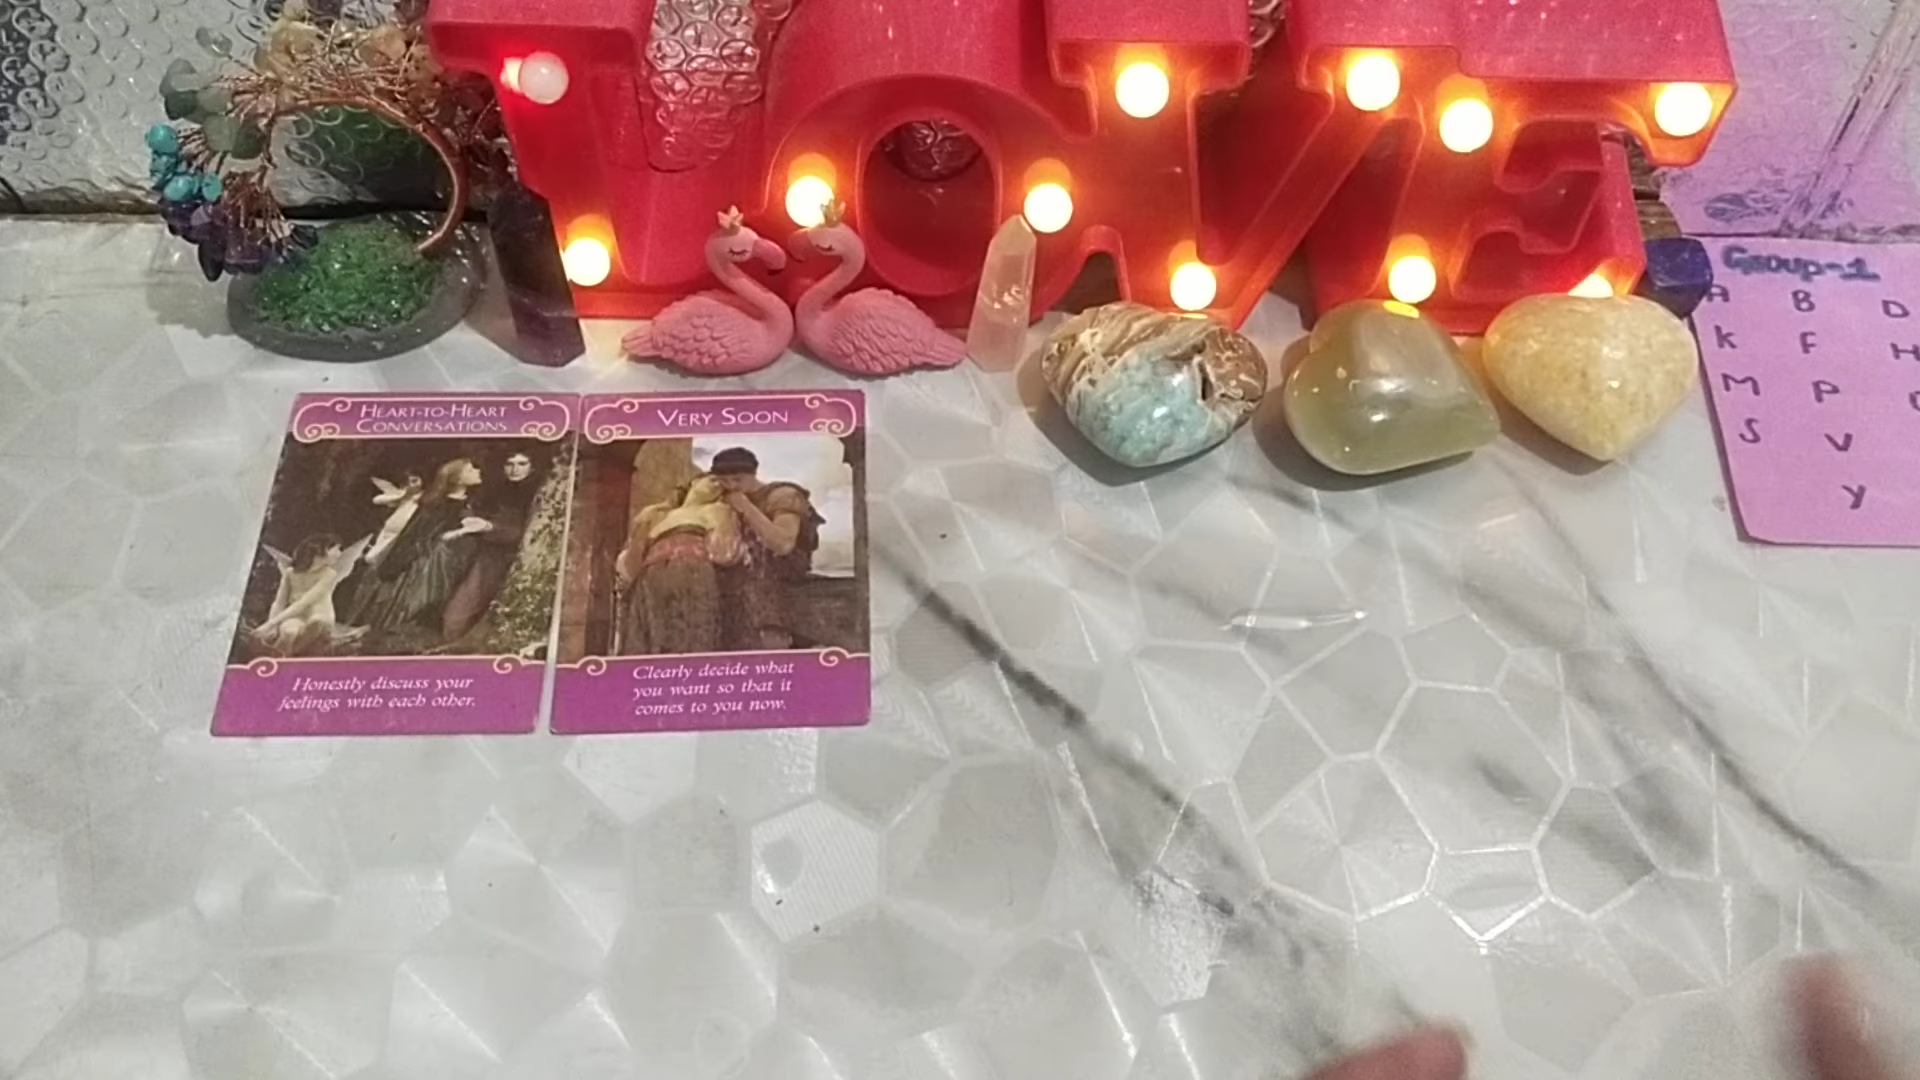 LOVE
HEART-TO-HEART
CONVERSATIONS
Honestly discuss your
feelings with each other.
VERY SOON
Clearly decide what
you want so that it
comes to you now.
Group-1
A B D
K F H
M P
S V
Y